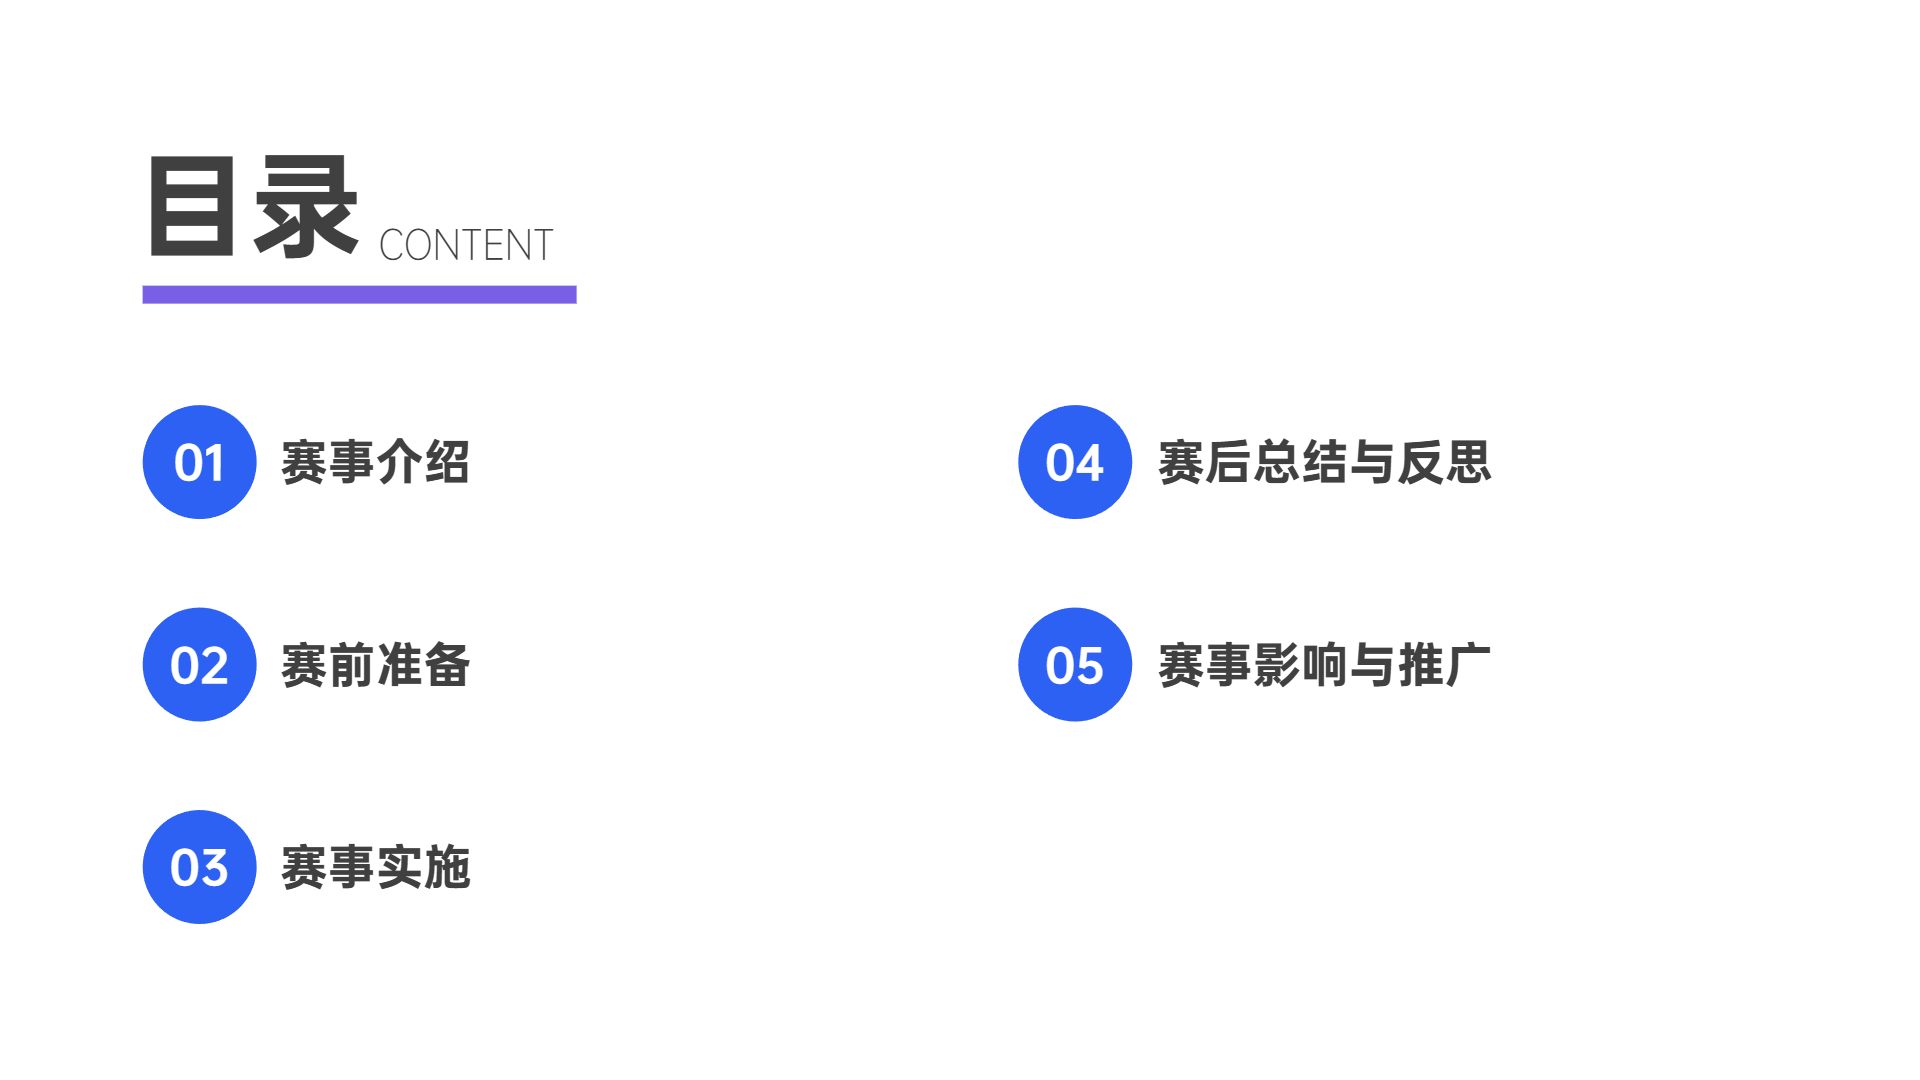 目录 CONTENT
01 赛事介绍
02 赛前准备
03 赛事实施
04 赛后总结与反思
05 赛事影响与推广